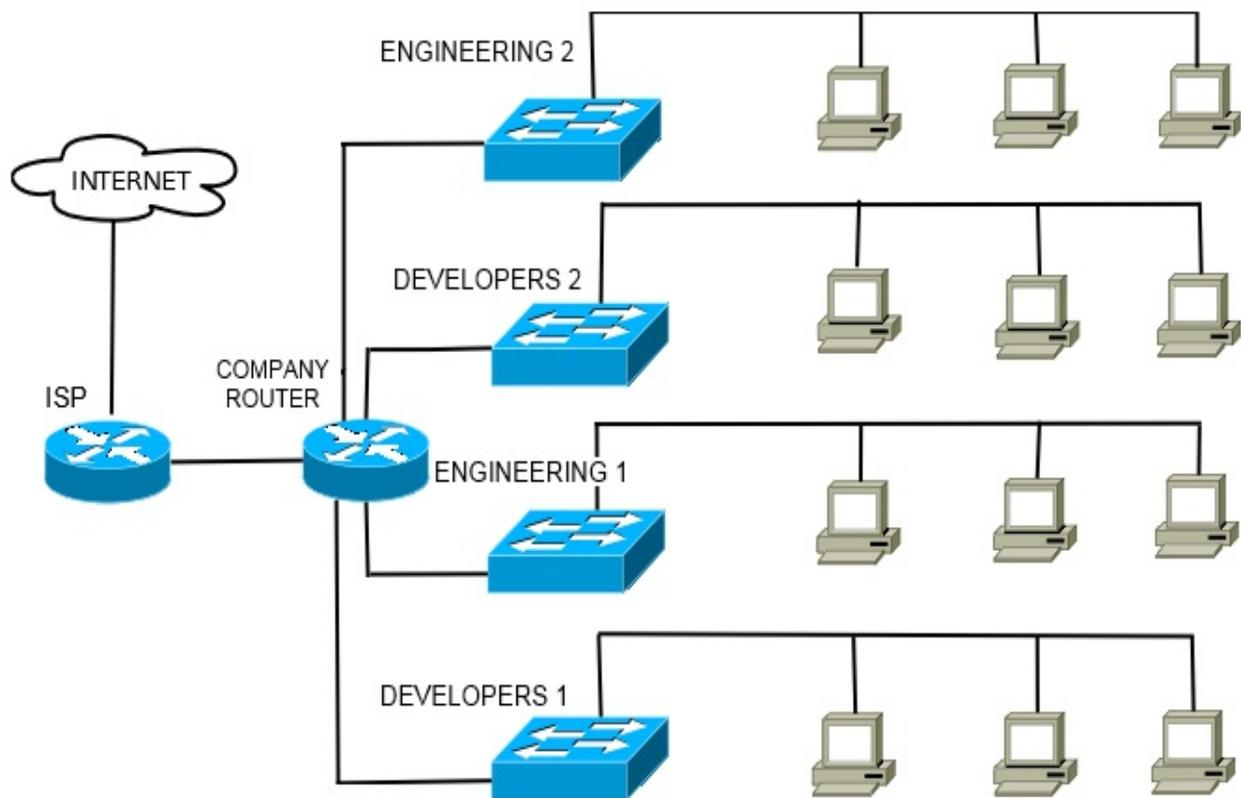 ENGINEERING 2
INTERNET
DEVELOPERS 2
COMPANY
ROUTER
ISP
ENGINEERING 1
DEVELOPERS 1